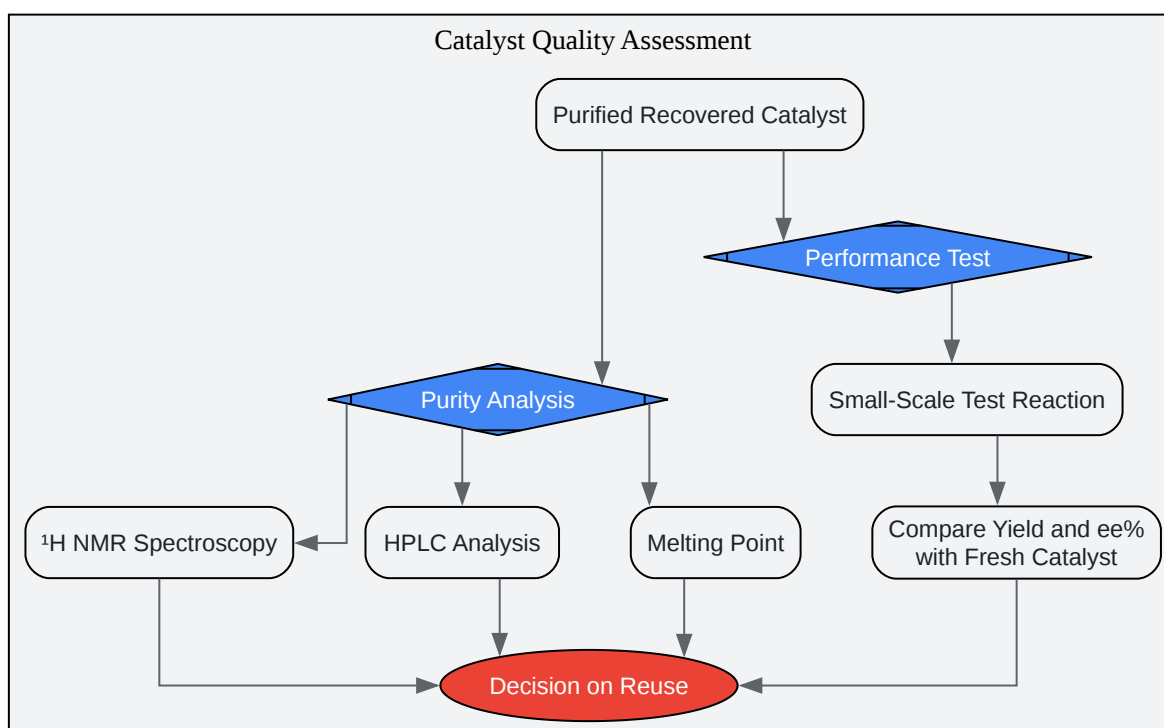 Catalyst Quality Assessment
Purified Recovered Catalyst
Performance Test
Purity Analysis
Small-Scale Test Reaction
¹H NMR Spectroscopy
HPLC Analysis
Melting Point
Compare Yield and ee%
with Fresh Catalyst
Decision on Reuse